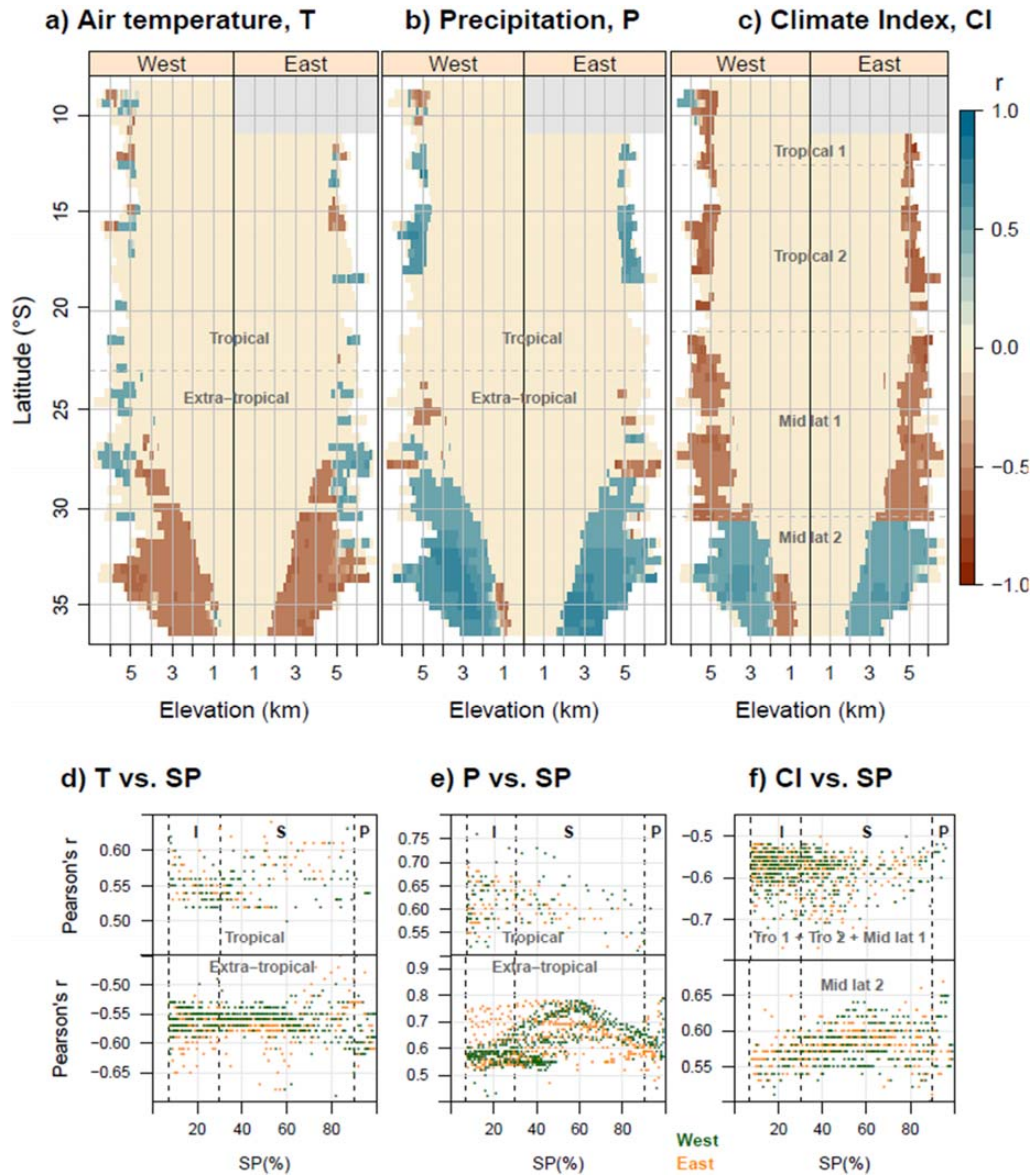 a) Air temperature, T b) Precipitation, P c) Climate Index, CI
West East West East West East
r
1.0
0.5
0.0
−0.5
−1.0
Latitude (°S)
10
15
20
25
30
35
Tropical
Extra−tropical
Tropical
Extra−tropical
Tropical 1
Tropical 2
Mid lat 1
Mid lat 2
5 3 1 1 3 5 5 3 1 1 3 5 5 3 1 1 3 5
Elevation (km) Elevation (km) Elevation (km)
d) T vs. SP e) P vs. SP f) CI vs. SP
Pearson's r
0.60
0.55
0.50
I S P
Tropical
Pearson's r
−0.50
−0.55
−0.60
−0.65
Extra−tropical
20 40 60 80
SP(%)
0.75
0.70
0.65
0.60
0.55
I S P
Tropical
0.9
0.8
0.7
0.6
0.5
Extra−tropical
20 40 60 80
SP(%)
−0.5
−0.6
−0.7
I S P
Tro 1 + Tro 2 + Mid lat 1
0.65
0.60
0.55
Mid lat 2
20 40 60 80
SP(%)
West
East